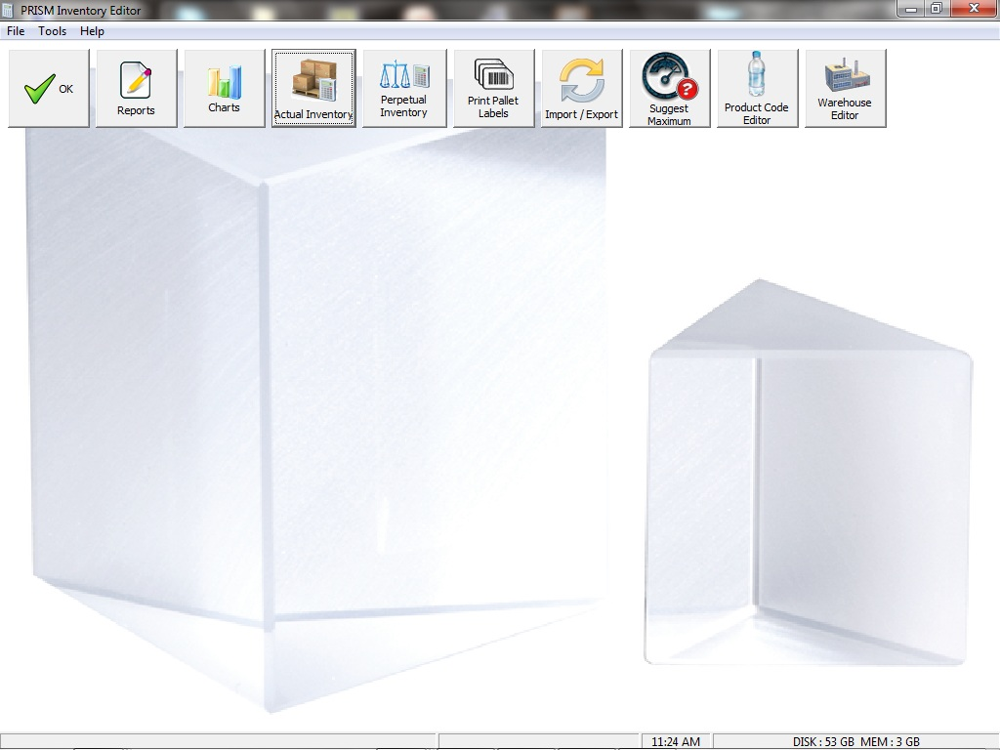 PRISM Inventory Editor
File Tools Help
OK
Reports
Charts
Actual Inventory
Perpetual
Inventory
Print Pallet
Labels
Import / Export
?
Suggest
Maximum
Product Code
Editor
Warehouse
Editor
11:24 AM
DISK : 53 GB MEM : 3 GB